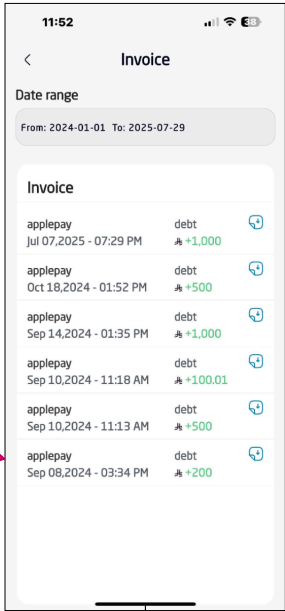 11:52
38
Invoice
Date range
From: 2024-01-01 To: 2025-07-29
Invoice
applepay debt
Jul 07,2025 - 07:29 PM +1,000
applepay debt
Oct 18,2024 - 01:52 PM +500
applepay debt
Sep 14,2024 - 01:35 PM +1,000
applepay debt
Sep 10,2024 - 11:18 AM +100.01
applepay debt
Sep 10,2024 - 11:13 AM +500
applepay debt
Sep 08,2024 - 03:34 PM +200